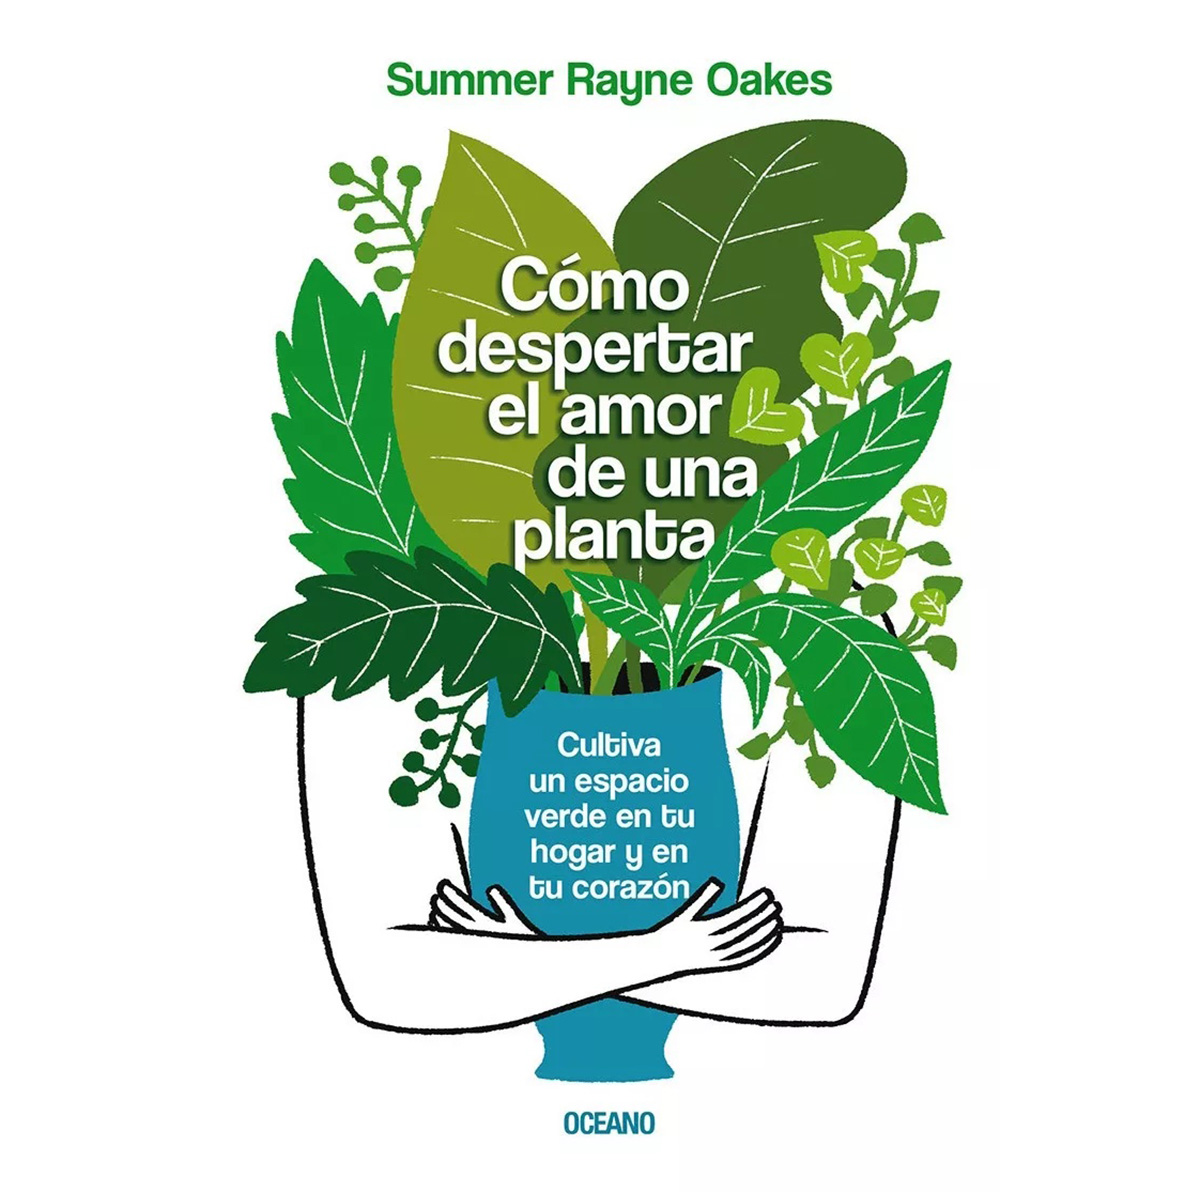 Summer Rayne Oakes
Cómo
despertar
el amor
de una
planta
Cultiva
un espacio
verde en tu
hogar y en
tu corazón
OCEANO